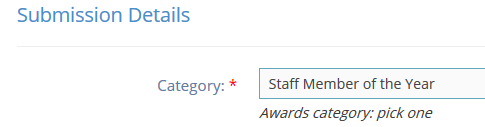 Submission Details
Category: * Staff Member of the Year
Awards category: pick one